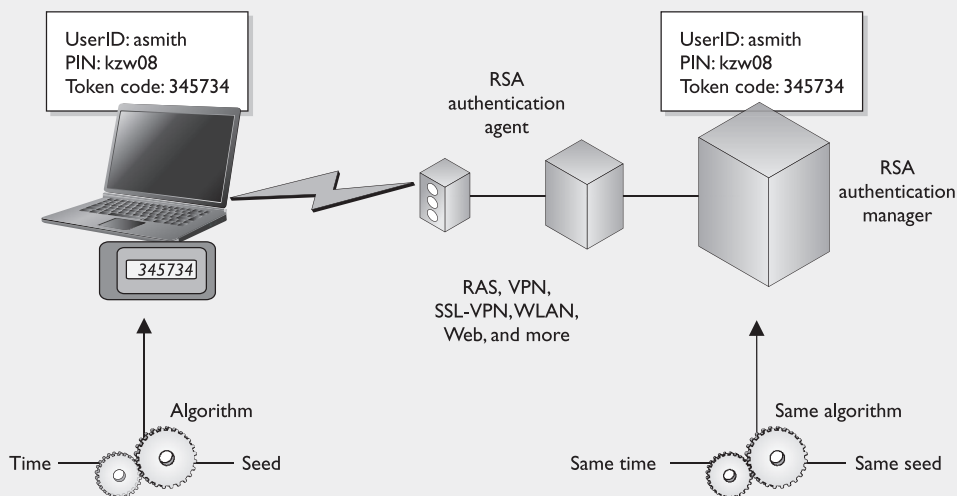 UserID: asmith
PIN: kzw08
Token code: 345734
RSA
authentication
agent
UserID: asmith
PIN: kzw08
Token code: 345734
RSA
authentication
manager
345734
RAS, VPN,
SSL-VPN, WLAN,
Web, and more
Algorithm
Time
Seed
Same algorithm
Same time
Same seed